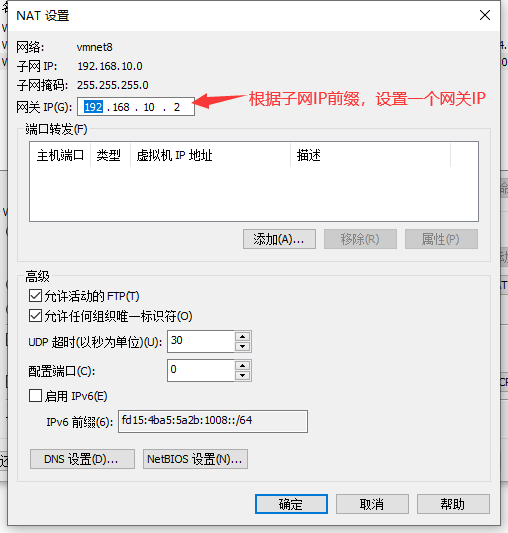 NAT 设置
网络: vmnet8
子网 IP: 192.168.10.0
子网掩码: 255.255.255.0
网关 IP(G): 192 . 168 . 10 . 2
根据子网IP前缀，设置一个网关IP
端口转发(F)
主机端口 类型 虚拟机 IP 地址 描述
添加(A)... 移除(R) 属性(P)
高级
允许活动的 FTP(T)
允许任何组织唯一标识符(O)
UDP 超时(以秒为单位)(U): 30
配置端口(C): 0
启用 IPv6(E)
IPv6 前缀(6): fd15:4ba5:5a2b:1008::/64
DNS 设置(D)... NetBIOS 设置(N)...
确定 取消 帮助